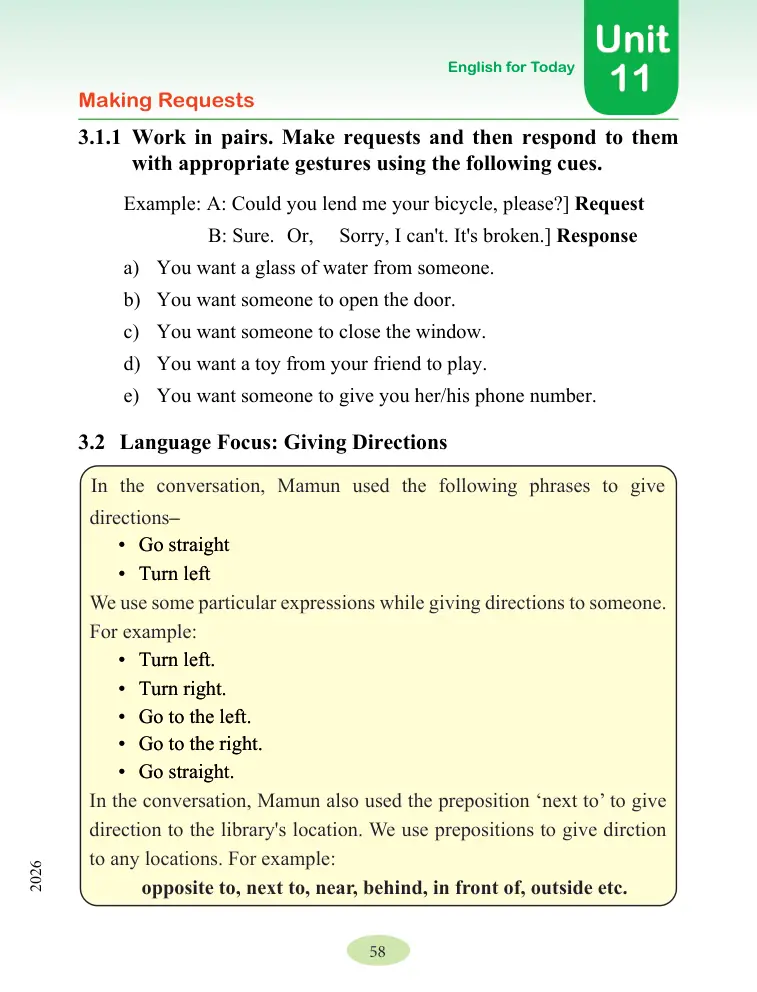 Unit
11
English for Today
Making Requests
3.1.1 Work in pairs. Make requests and then respond to them
with appropriate gestures using the following cues.
Example: A: Could you lend me your bicycle, please?] Request
B: Sure. Or, Sorry, I can't. It's broken.] Response
a) You want a glass of water from someone.
b) You want someone to open the door.
c) You want someone to close the window.
d) You want a toy from your friend to play.
e) You want someone to give you her/his phone number.
3.2 Language Focus: Giving Directions
In the conversation, Mamun used the following phrases to give
directions–
• Go straight
• Turn left
We use some particular expressions while giving directions to someone.
For example:
• Turn left.
• Turn right.
• Go to the left.
• Go to the right.
• Go straight.
In the conversation, Mamun also used the preposition ‘next to’ to give
direction to the library's location. We use prepositions to give dirction
to any locations. For example:
opposite to, next to, near, behind, in front of, outside etc.
2026
58